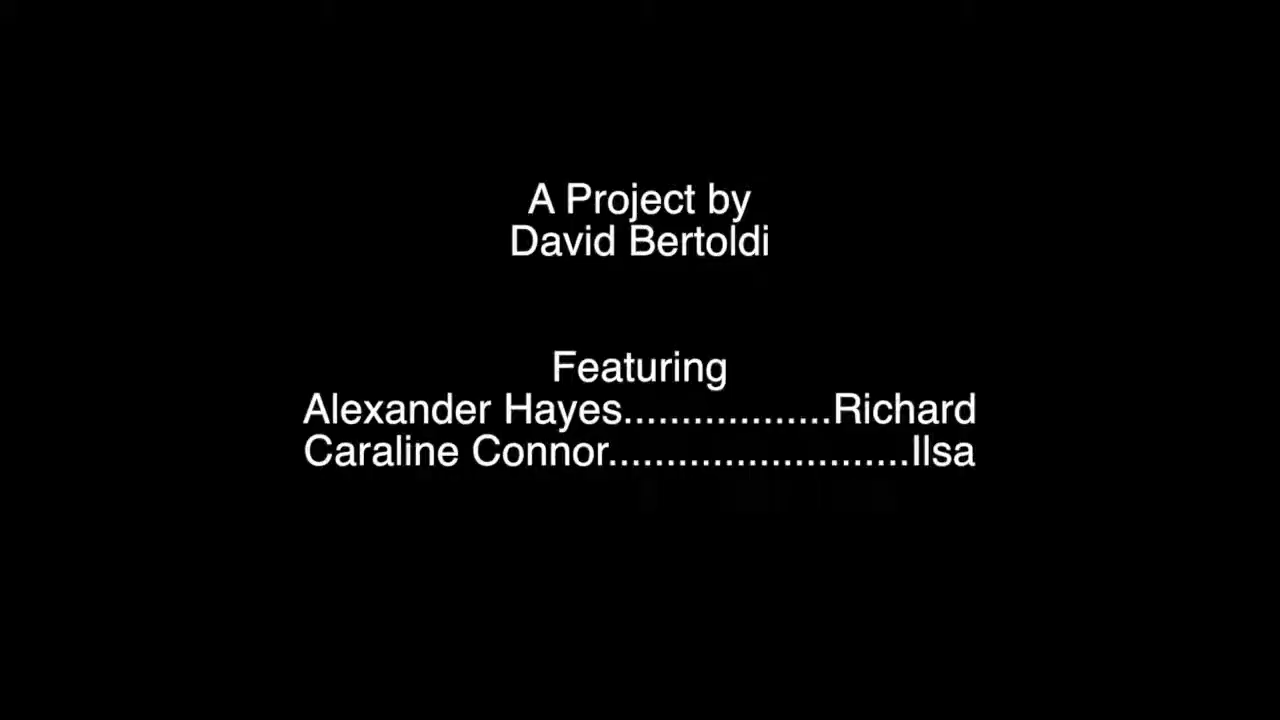 A Project by
David Bertoldi
Featuring
Alexander Hayes..................Richard
Caraline Connor..........................Ilsa